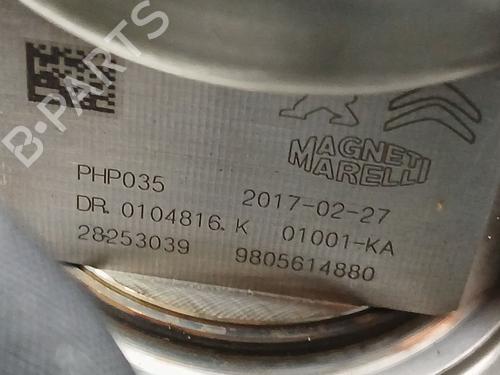 B-PARTS
MAGNETI
MARELLI
PHP035 2017-02-27
DR. 0104816. K 01001-KA
28253039 9805614880